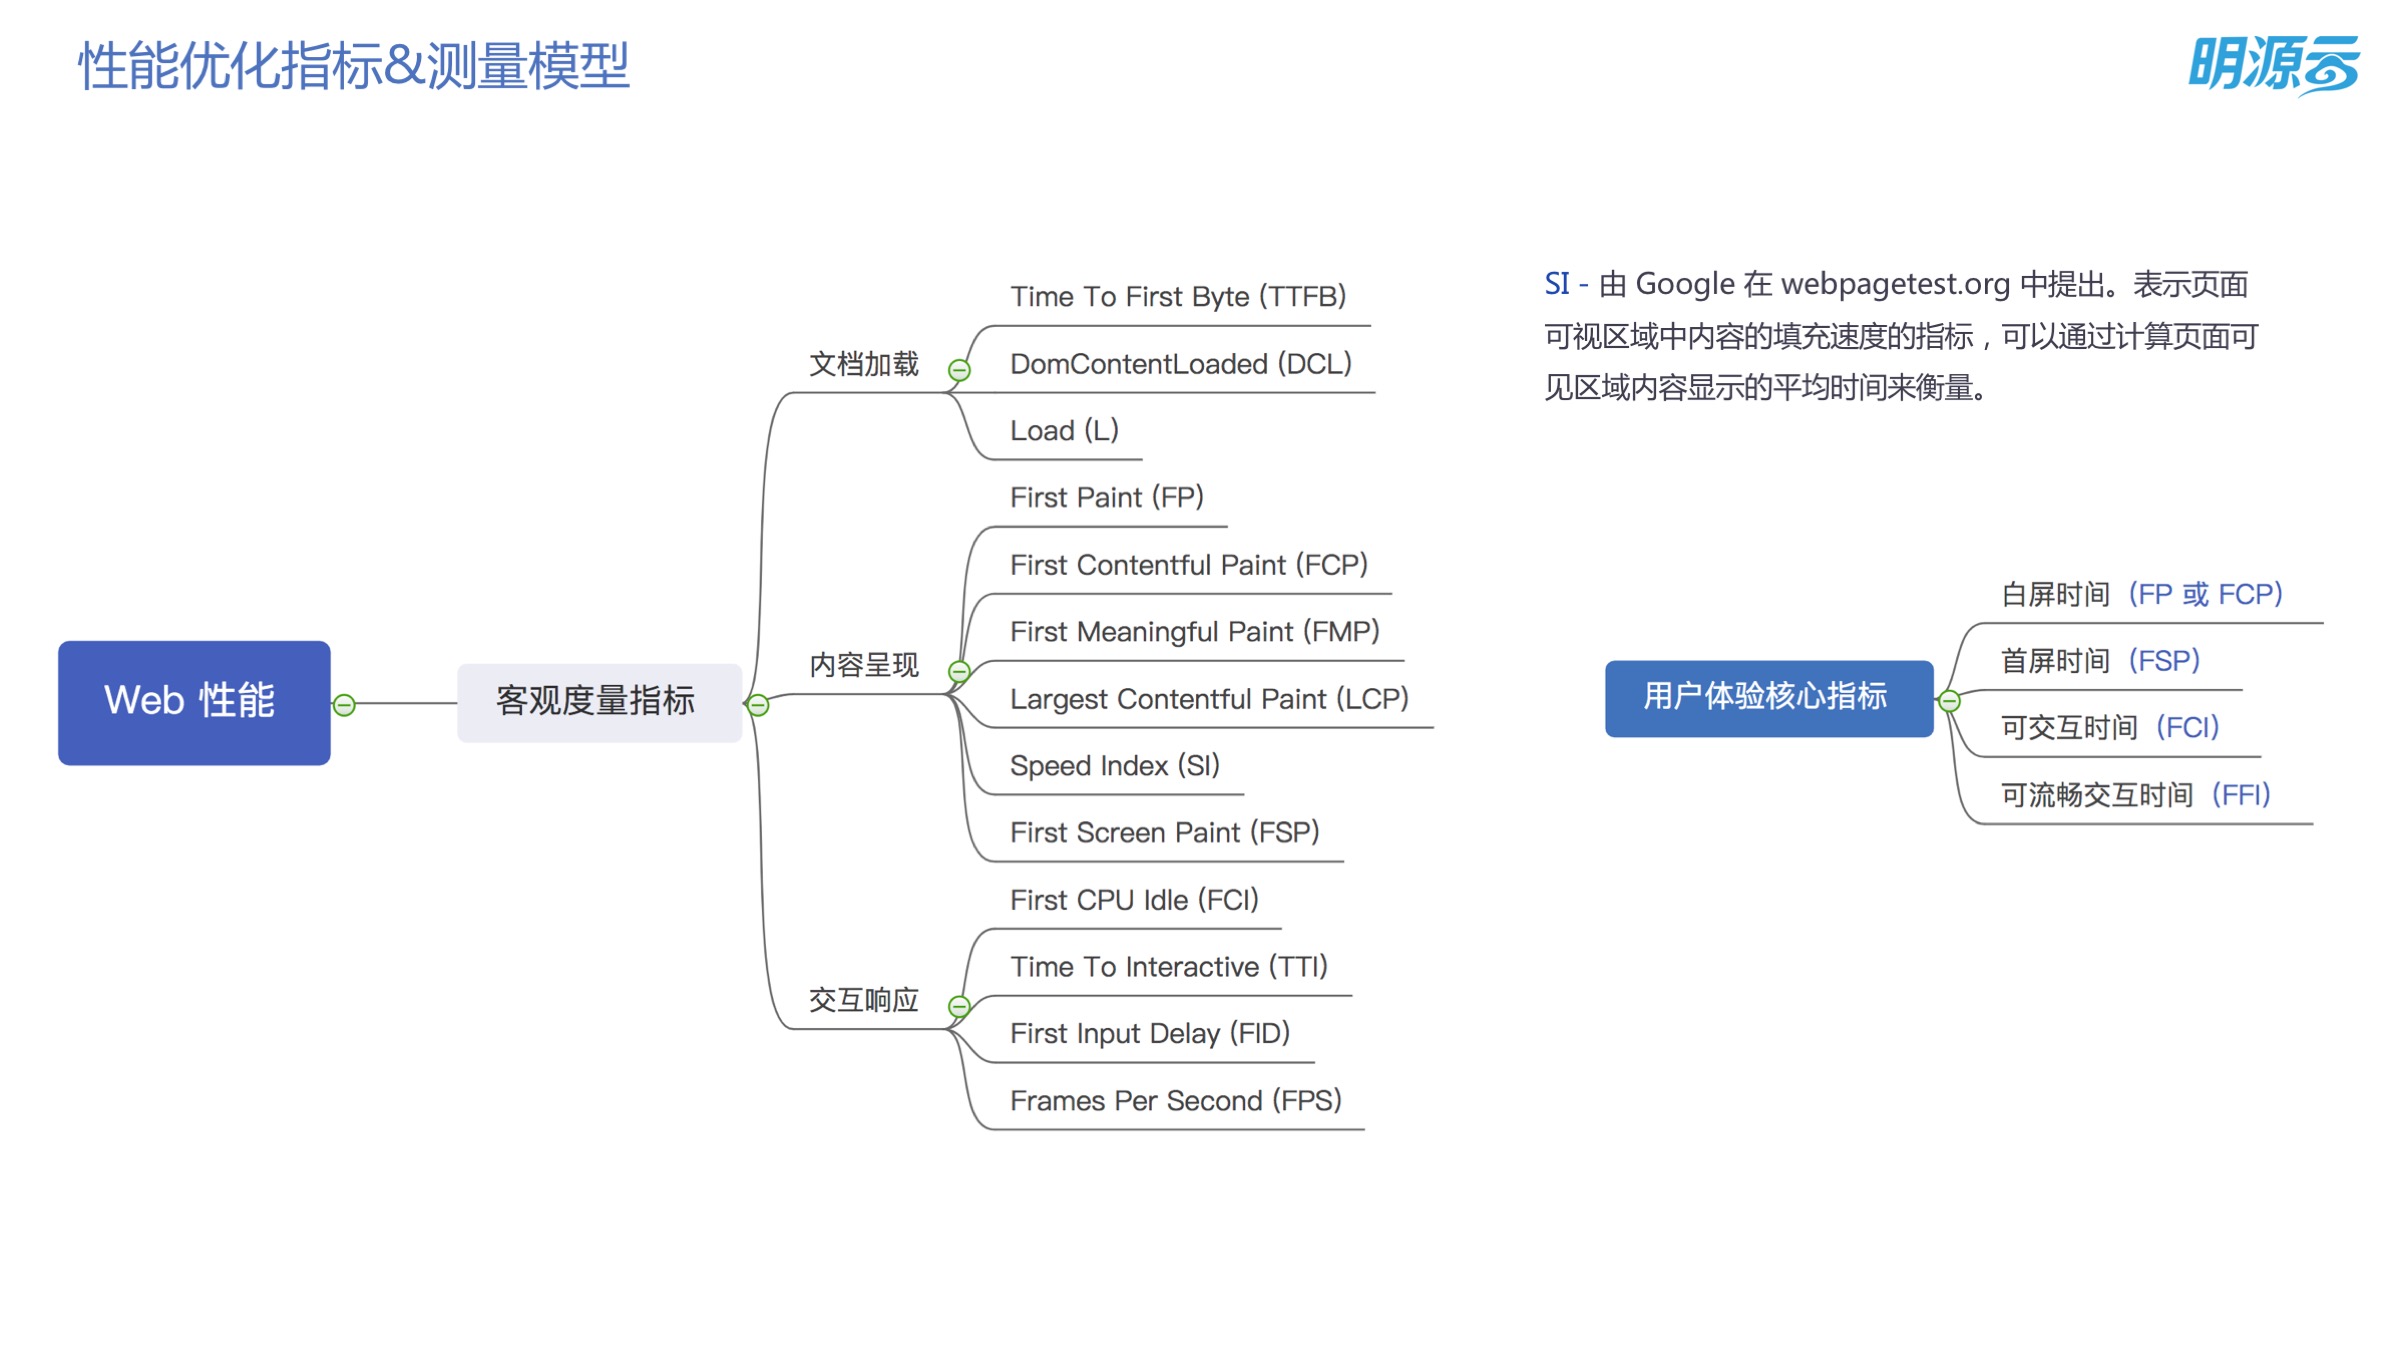 性能优化指标&测量模型
明源云
Web 性能
客观度量指标
文档加载
Time To First Byte (TTFB)
DomContentLoaded (DCL)
Load (L)
内容呈现
First Paint (FP)
First Contentful Paint (FCP)
First Meaningful Paint (FMP)
Largest Contentful Paint (LCP)
Speed Index (SI)
First Screen Paint (FSP)
交互响应
First CPU Idle (FCI)
Time To Interactive (TTI)
First Input Delay (FID)
Frames Per Second (FPS)
SI - 由 Google 在 webpagetest.org 中提出。表示页面
可视区域中内容的填充速度的指标，可以通过计算页面可
见区域内容显示的平均时间来衡量。
用户体验核心指标
白屏时间（FP 或 FCP）
首屏时间（FSP）
可交互时间（FCI）
可流畅交互时间（FFI）